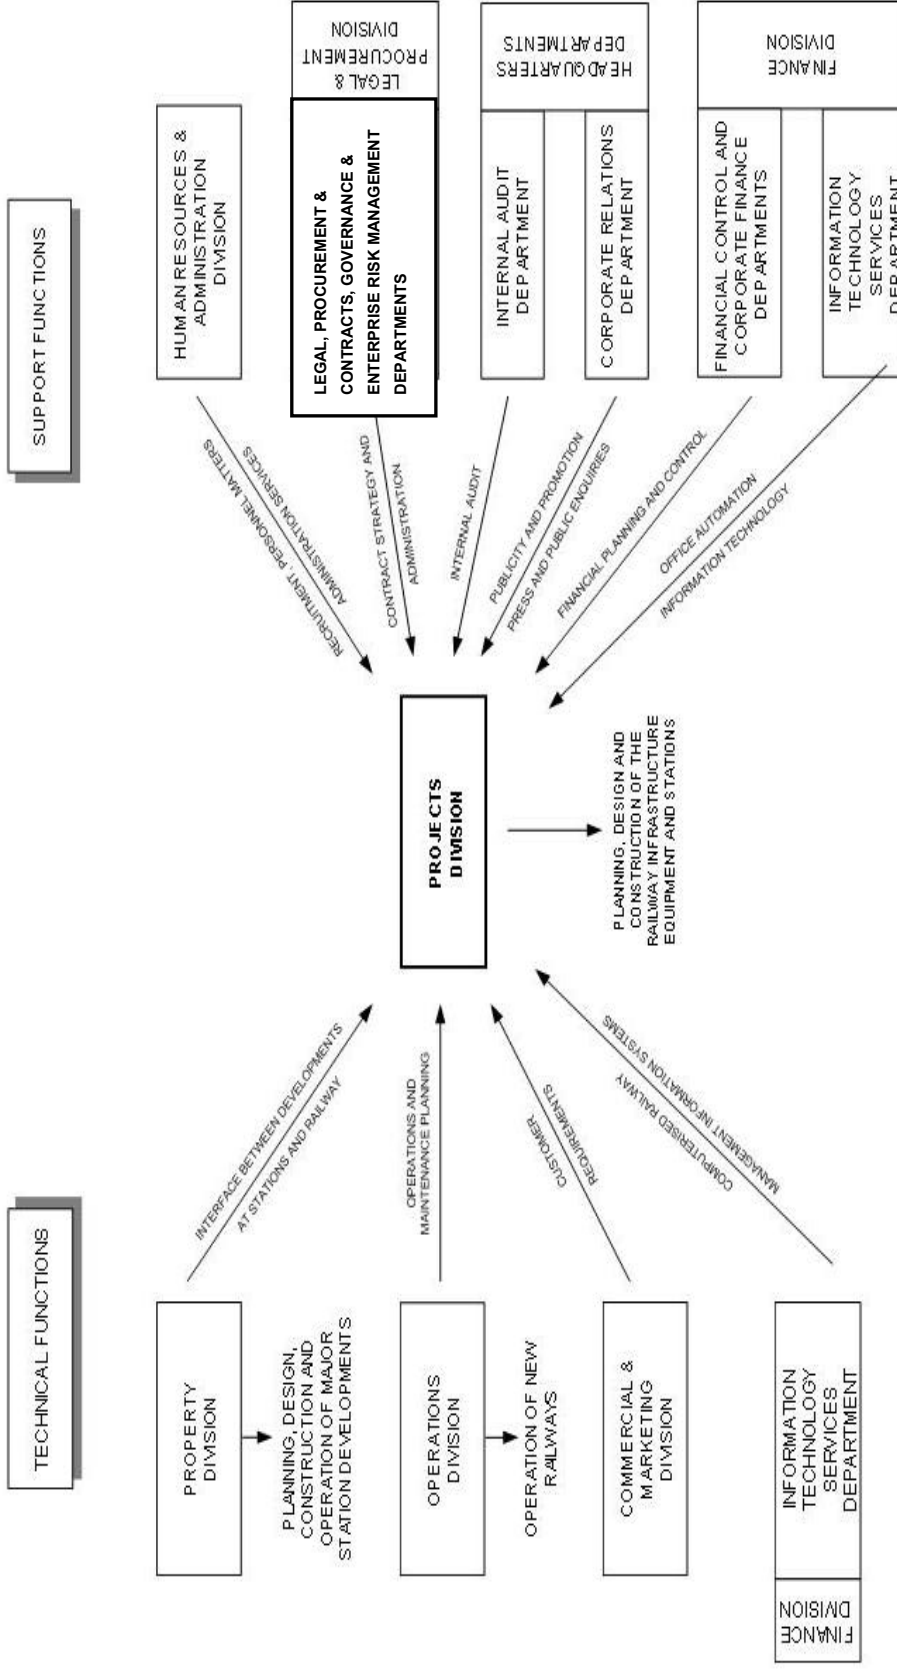 TECHNICAL FUNCTIONS
SUPPORT FUNCTIONS
PROPERTY
DIVISION
PLANNING, DESIGN,
CONSTRUCTION AND
OPERATION OF MAJOR
STATION DEVELOPMENTS
OPERATIONS
DIVISION
OPERATION OF NEW
RAILWAYS
COMMERCIAL &
MARKETING
DIVISION
FINANCE
DIVISION
INFORMATION
TECHNOLOGY
SERVICES
DEPARTMENT
INTERFACE BETWEEN DEVELOPMENTS
AT STATIONS AND RAILWAY
OPERATIONS AND
MAINTENANCE PLANNING
CUSTOMER
REQUIREMENTS
COMPUTERISED RAILWAY
MANAGEMENT INFORMATION SYSTEMS
PROJECTS
DIVISION
PLANNING, DESIGN AND
CONSTRUCTION OF THE
RAILWAY INFRASTRUCTURE
EQUIPMENT AND STATIONS
RECRUITMENT, PERSONNEL MATTERS
ADMINISTRATION SERVICES
CONTRACT STRATEGY AND
ADMINISTRATION
INTERNAL AUDIT
PUBLICITY AND PROMOTION
PRESS AND PUBLIC ENQUIRIES
FINANCIAL PLANNING AND CONTROL
OFFICE AUTOMATION
INFORMATION TECHNOLOGY
HUMAN RESOURCES &
ADMINISTRATION
DIVISION
LEGAL, PROCUREMENT &
CONTRACTS, GOVERNANCE &
ENTERPRISE RISK MANAGEMENT
DEPARTMENTS
LEGAL &
PROCUREMENT
DIVISION
INTERNAL AUDIT
DEPARTMENT
CORPORATE RELATIONS
DEPARTMENT
HEADQUARTERS
DEPARTMENTS
FINANCIAL CONTROL AND
CORPORATE FINANCE
DEPARTMENTS
INFORMATION
TECHNOLOGY
SERVICES
DEPARTMENT
FINANCE
DIVISION